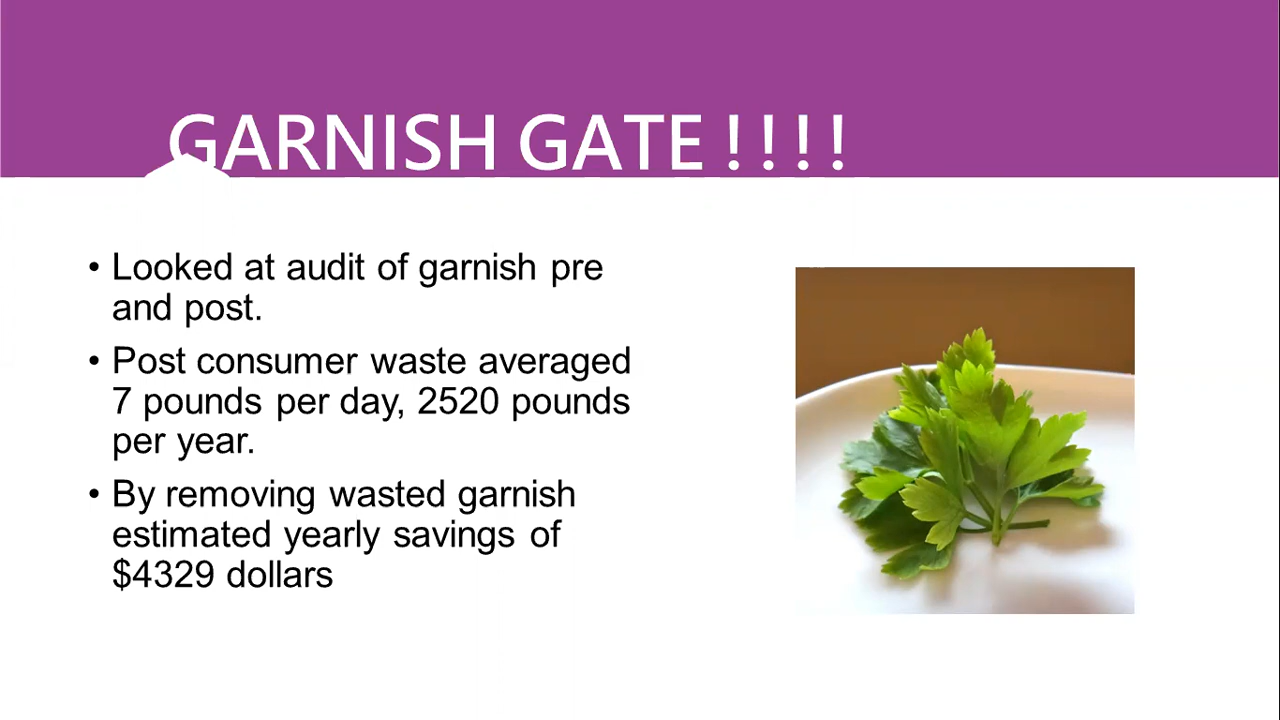 GARNISH GATE ! ! ! !
• Looked at audit of garnish pre
and post.
• Post consumer waste averaged
7 pounds per day, 2520 pounds
per year.
• By removing wasted garnish
estimated yearly savings of
$4329 dollars